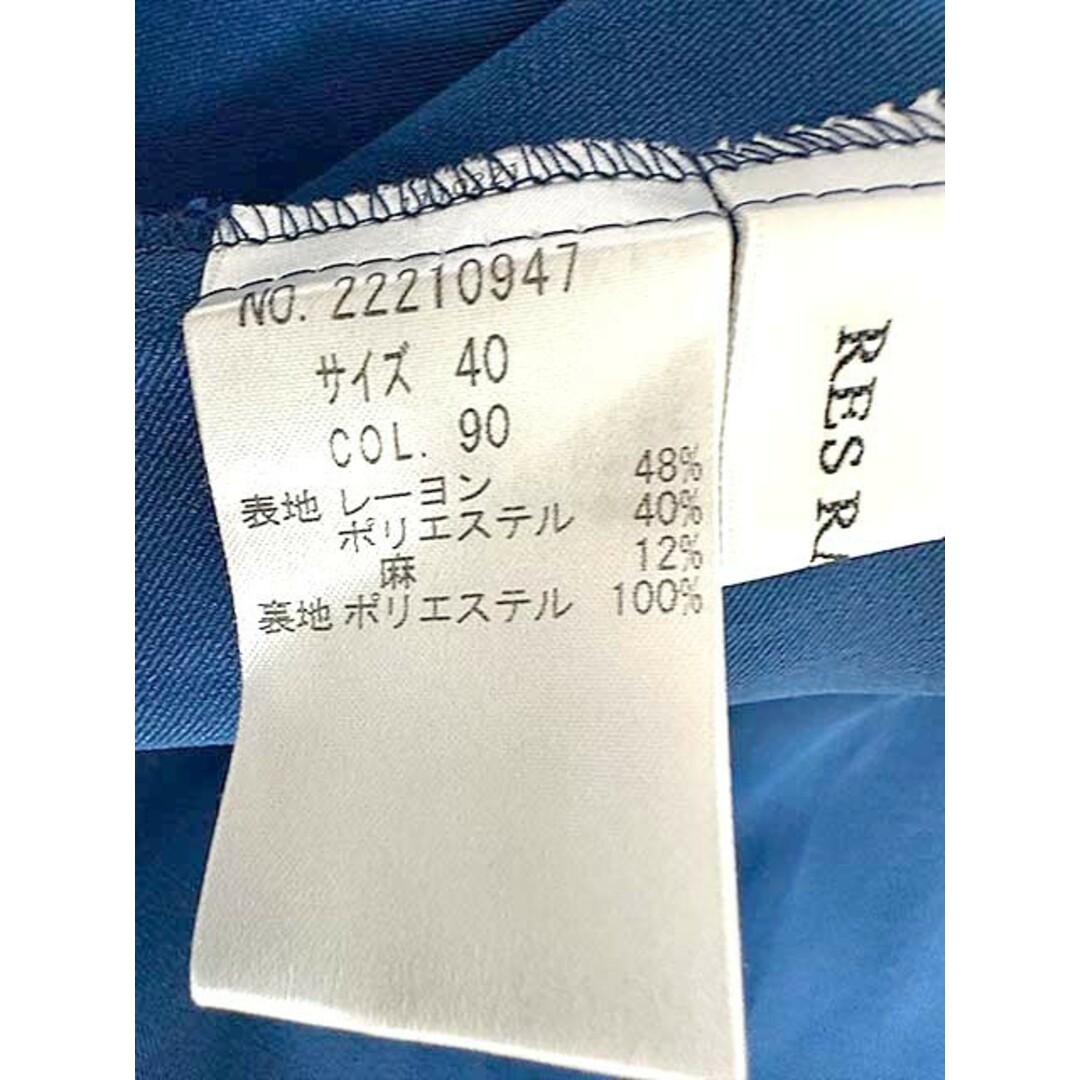 NO. 22210947
サイズ 40
COL. 90
表地 レーヨン 48%
ポリエステル 40%
麻 12%
裏地 ポリエステル 100%
RES R